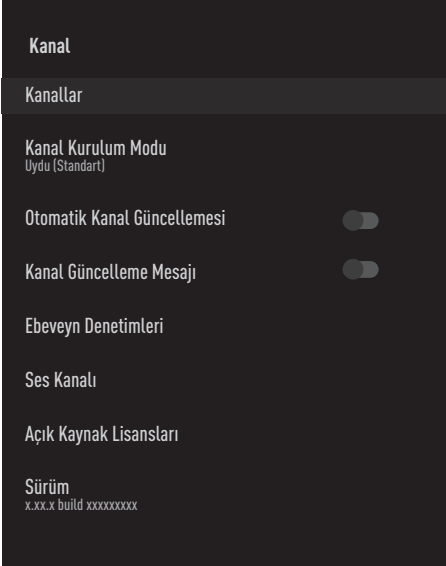 Kanal
Kanallar
Kanal Kurulum Modu
Uydu (Standart)
Otomatik Kanal Güncellemesi
Kanal Güncelleme Mesajı
Ebeveyn Denetimleri
Ses Kanalı
Açık Kaynak Lisansları
Sürüm
x.xx.x build xxxxxxxxx